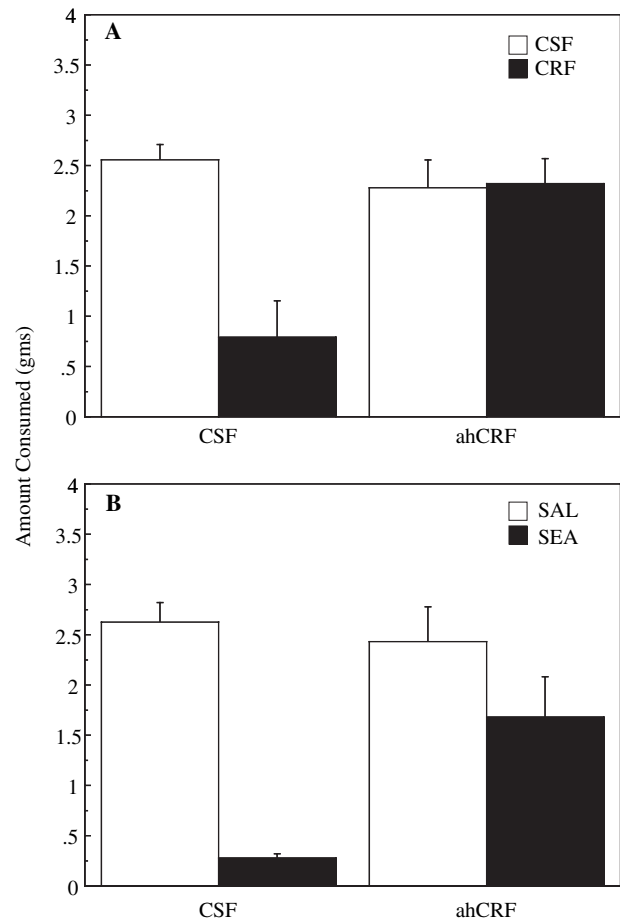 A
CSF
CRF
4
3.5
3
2.5
2
1.5
1
.5
0
CSF ahCRF
Amount Consumed (gms)
B
SAL
SEA
4
3.5
3
2.5
2
1.5
1
.5
0
CSF ahCRF